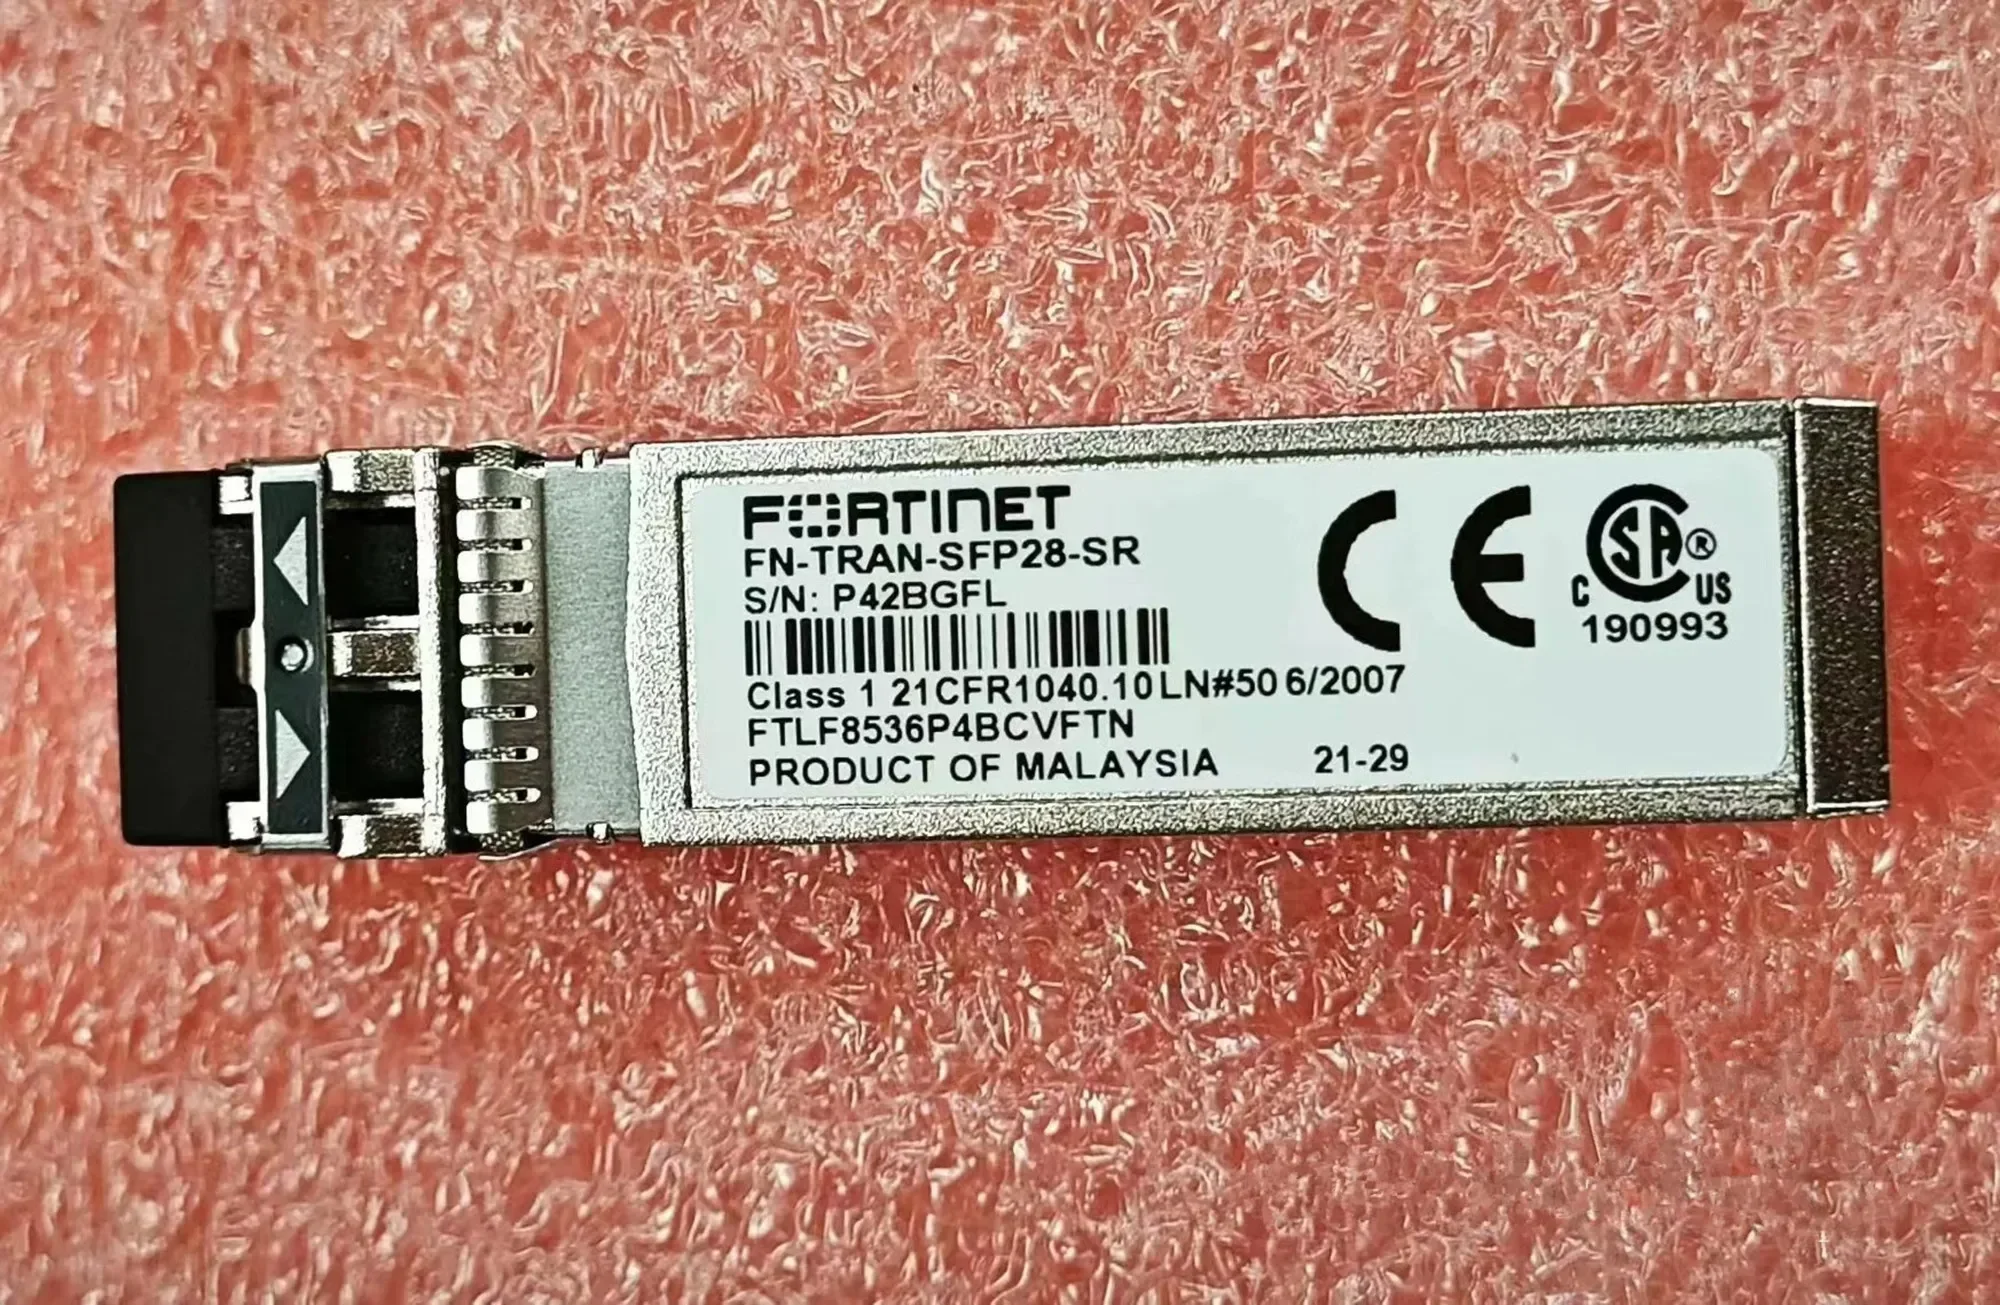 FORTINET
FN-TRAN-SFP28-SR
S/N: P42BGFL
Class 1 21CFR1040.10 LN#50 6/2007
FTLF8536P4BCVFTN
PRODUCT OF MALAYSIA 21-29
CE
CSA®
C US
190993